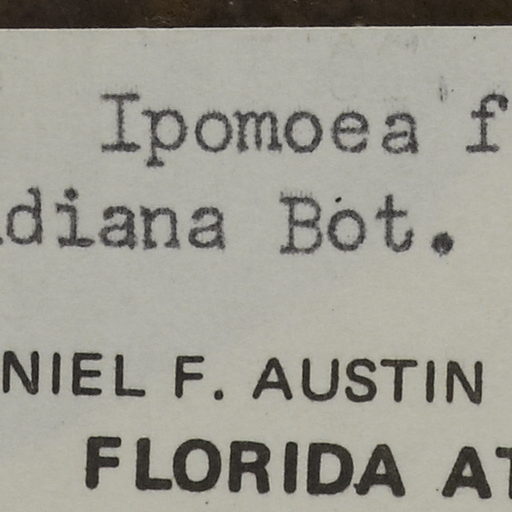 Ipomoea f
diana Bot.
NIEL F. AUSTIN
FLORIDA AT